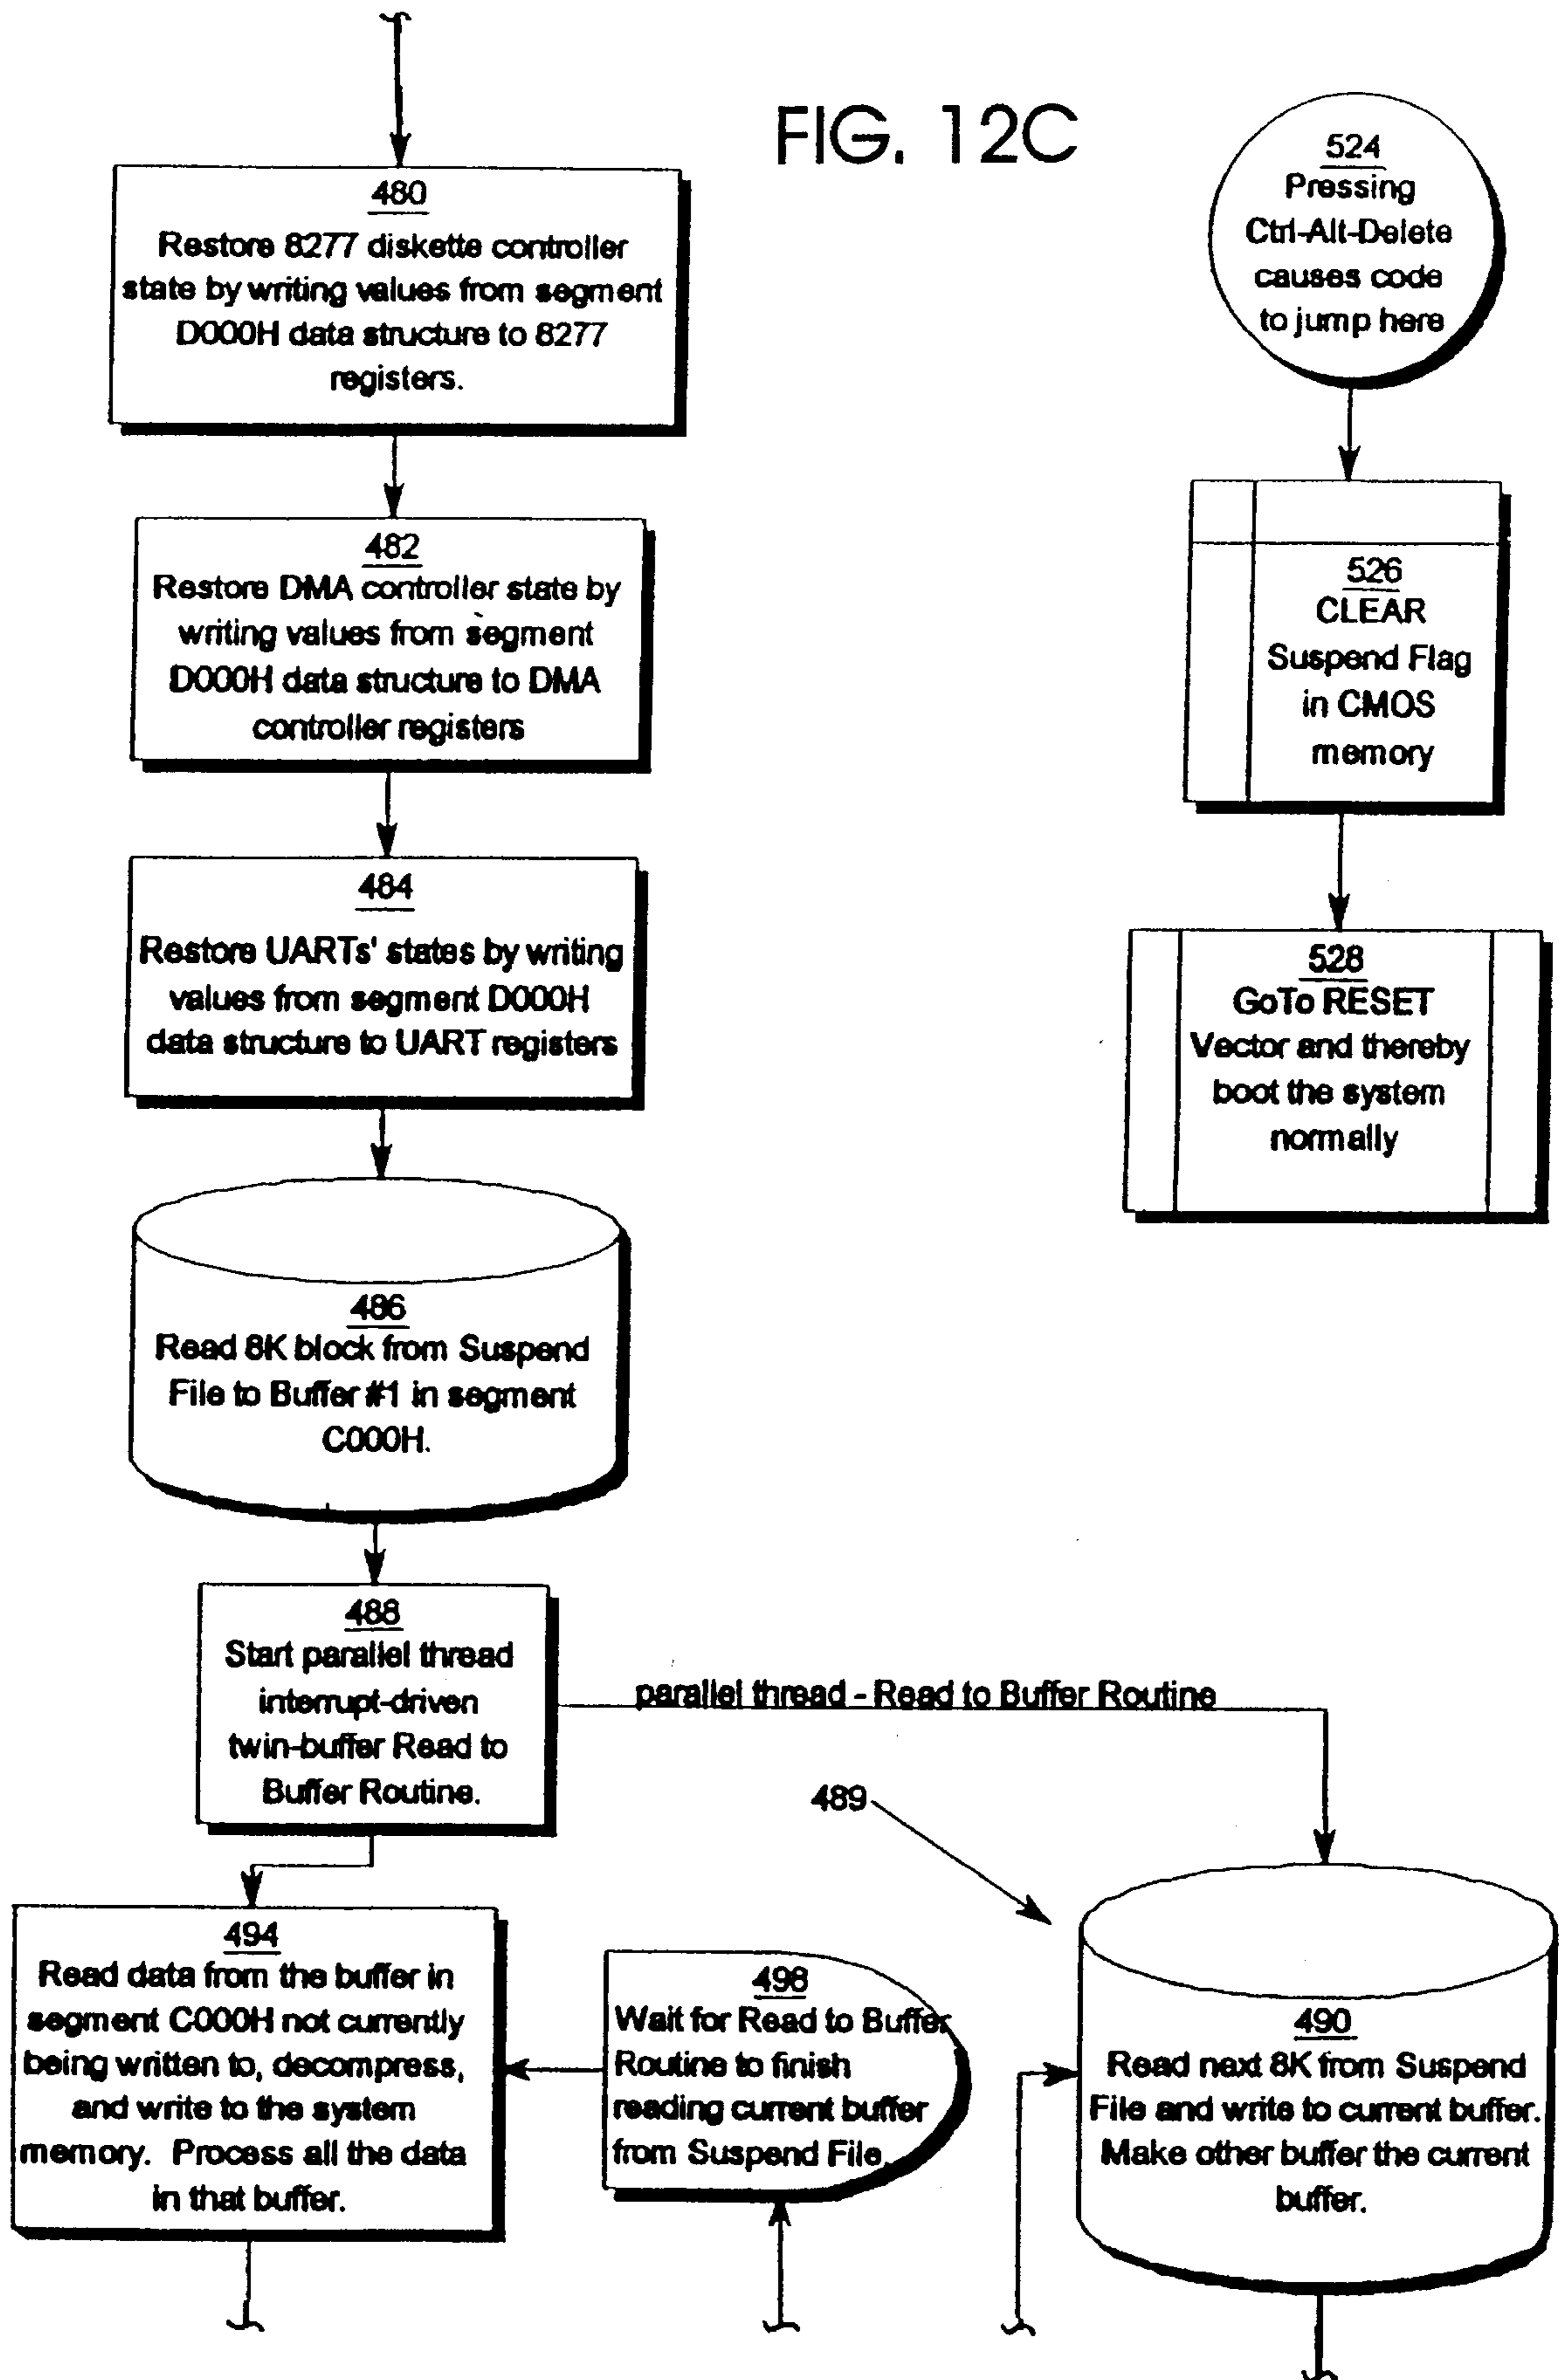 FIG. 12C
480
Restore 8277 diskette controller
state by writing values from segment
D000H data structure to 8277
registers.
482
Restore DMA controller state by
writing values from segment
D000H data structure to DMA
controller registers
484
Restore UARTs' states by writing
values from segment D000H
data structure to UART registers
486
Read 8K block from Suspend
File to Buffer #1 in segment
C000H.
488
Start parallel thread
interrupt-driven
twin-buffer Read to
Buffer Routine.
parallel thread - Read to Buffer Routine
489
494
Read data from the buffer in
segment C000H not currently
being written to, decompress,
and write to the system
memory. Process all the data
in that buffer.
498
Wait for Read to Buffer
Routine to finish
reading current buffer
from Suspend File.
490
Read next 8K from Suspend
File and write to current buffer.
Make other buffer the current
buffer.
524
Pressing
Ctrl-Alt-Delete
causes code
to jump here
526
CLEAR
Suspend Flag
in CMOS
memory
528
GoTo RESET
Vector and thereby
boot the system
normally